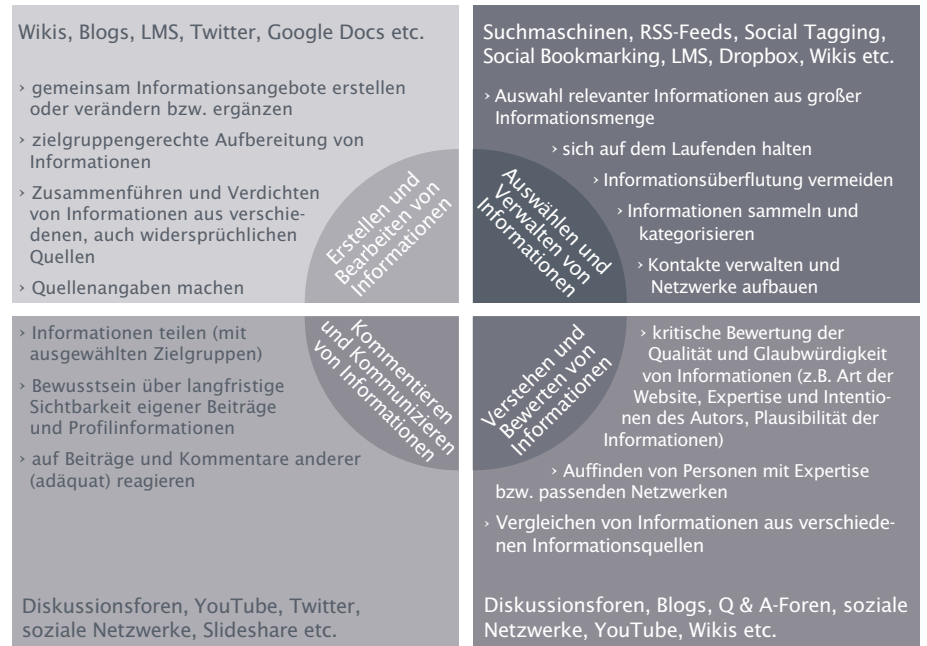 Wikis, Blogs, LMS, Twitter, Google Docs etc.
› gemeinsam Informationsangebote erstellen
oder verändern bzw. ergänzen
› zielgruppengerechte Aufbereitung von
Informationen
› Zusammenführen und Verdichten
von Informationen aus verschie-
denen, auch widersprüchlichen
Quellen
› Quellenangaben machen
Erstellen und
Bearbeiten von
Informationen
Suchmaschinen, RSS-Feeds, Social Tagging,
Social Bookmarking, LMS, Dropbox, Wikis etc.
› Auswahl relevanter Informationen aus großer
Informationsmenge
› sich auf dem Laufenden halten
› Informationsüberflutung vermeiden
› Informationen sammeln und
kategorisieren
› Kontakte verwalten und
Netzwerke aufbauen
Auswählen und
Verwalten von
Informationen
› Informationen teilen (mit
ausgewählten Zielgruppen)
› Bewusstsein über langfristige
Sichtbarkeit eigener Beiträge
und Profilinformationen
› auf Beiträge und Kommentare anderer
(adäquat) reagieren
Kommentieren
und Kommunizieren
von Informationen
Diskussionsforen, YouTube, Twitter,
soziale Netzwerke, Slideshare etc.
Verstehen und
Bewerten von
Informationen
› kritische Bewertung der
Qualität und Glaubwürdigkeit
von Informationen (z.B. Art der
Website, Expertise und Intentio-
nen des Autors, Plausibilität der
Informationen)
› Auffinden von Personen mit Expertise
bzw. passenden Netzwerken
› Vergleichen von Informationen aus verschiede-
nen Informationsquellen
Diskussionsforen, Blogs, Q & A-Foren, soziale
Netzwerke, YouTube, Wikis etc.